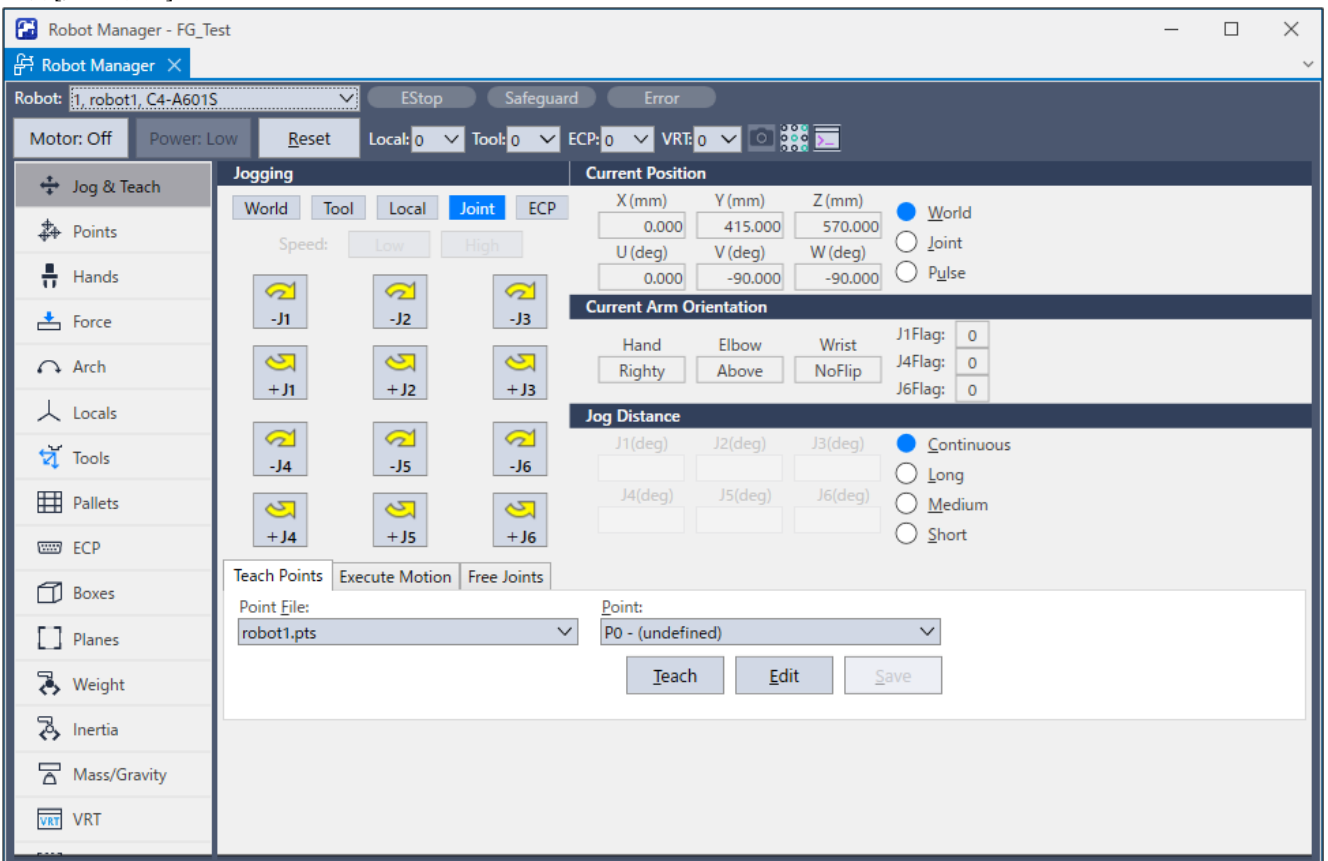 Robot Manager - FG_Test
Robot Manager
Robot: 1, robot1, C4-A601S EStop Safeguard Error
Motor: Off Power: Low Reset Local: 0 Tool: 0 ECP: 0 VRT: 0
Jog & Teach
Points
Hands
Force
Arch
Locals
Tools
Pallets
ECP
Boxes
Planes
Weight
Inertia
Mass/Gravity
VRT VRT
Jogging
World Tool Local Joint ECP
Speed: Low High
-J1 -J2 -J3
+J1 +J2 +J3
-J4 -J5 -J6
+J4 +J5 +J6
Current Position
X (mm) Y (mm) Z (mm)
0.000 415.000 570.000
U (deg) V (deg) W (deg)
0.000 -90.000 -90.000
World
Joint
Pulse
Current Arm Orientation
Hand Elbow Wrist
Righty Above NoFlip
J1Flag: 0
J4Flag: 0
J6Flag: 0
Jog Distance
J1(deg) J2(deg) J3(deg)
J4(deg) J5(deg) J6(deg)
Continuous
Long
Medium
Short
Teach Points Execute Motion Free Joints
Point File: Point:
robot1.pts P0 - (undefined)
Teach Edit Save